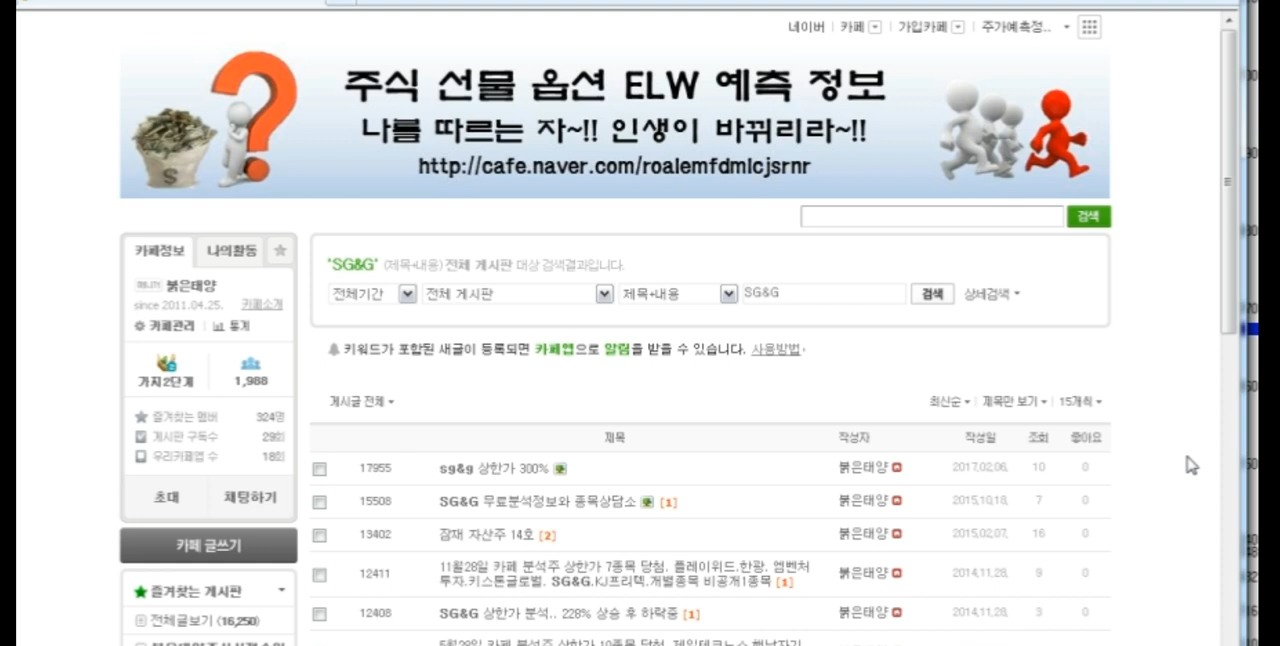 네이버 카페 가입카페 주가예측정..
주식 선물 옵션 ELW 예측 정보
나를 따르는 자~!! 인생이 바뀌리라~!!
http://cafe.naver.com/roalemfdmlcjsrnr
검색
카페정보 나의활동
붉은태양
since 2011.04.25. 카페소개
카페관리 통계
가지2단계 1,988
즐겨찾는 멤버 324명
게시판 구독수 29회
우리카페앱 수 18회
초대 채팅하기
카페 글쓰기
즐겨찾는 게시판
전체글보기 (16,250)
'SG&G' (제목+내용) 전체 게시판 대상 검색결과입니다.
전체기간 전체 게시판 제목+내용 SG&G 검색 상세검색
키워드가 포함된 새글이 등록되면 카페앱으로 알림을 받을 수 있습니다. 사용방법
게시글 전체 최신순 제목만 보기 15개씩
제목 작성자 작성일 조회 좋아요
17955 sg&g 상한가 300% 붉은태양 2017.02.06. 10 0
15508 SG&G 무료분석정보와 종목상담소 [1] 붉은태양 2015.10.18. 7 0
13402 잠재 자산주 14호 [2] 붉은태양 2015.02.07. 16 0
12411 11월28일 카페 분석주 상한가 7종목 당첨. 플레이위드.한광. 엠벤처
투자.키스톤글로벌. SG&G.KJ프리텍.개별종목 비공개1종목 [1] 붉은태양 2014.11.28. 9 0
12408 SG&G 상한가 분석.. 228% 상승 후 하락중 [1] 붉은태양 2014.11.28. 3 0